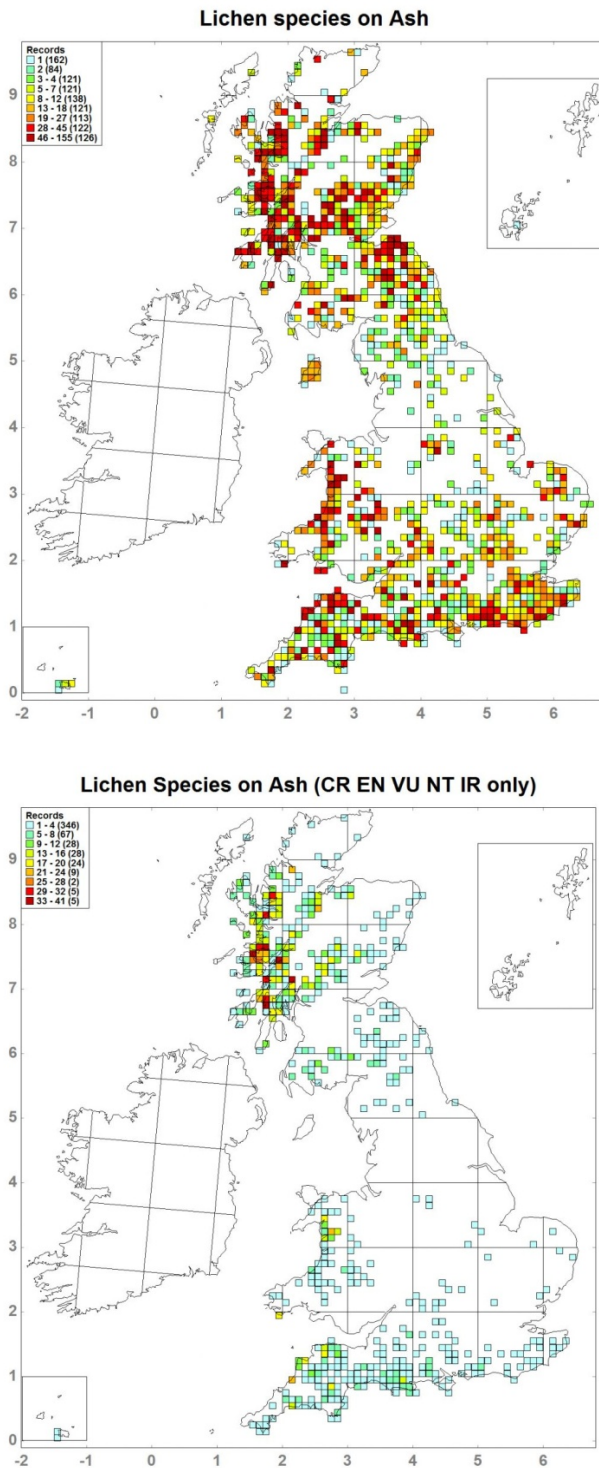 Lichen species on Ash
Records
1 (162)
2 (84)
3 - 4 (121)
5 - 7 (121)
8 - 12 (138)
13 - 18 (121)
19 - 27 (113)
28 - 45 (122)
46 - 155 (126)
9
8
7
6
5
4
3
2
1
0
-2 -1 0 1 2 3 4 5 6
Lichen Species on Ash (CR EN VU NT IR only)
Records
1 - 4 (346)
5 - 8 (67)
9 - 12 (28)
13 - 16 (28)
17 - 20 (24)
21 - 24 (9)
25 - 28 (2)
29 - 32 (5)
33 - 41 (5)
9
8
7
6
5
4
3
2
1
0
-2 -1 0 1 2 3 4 5 6